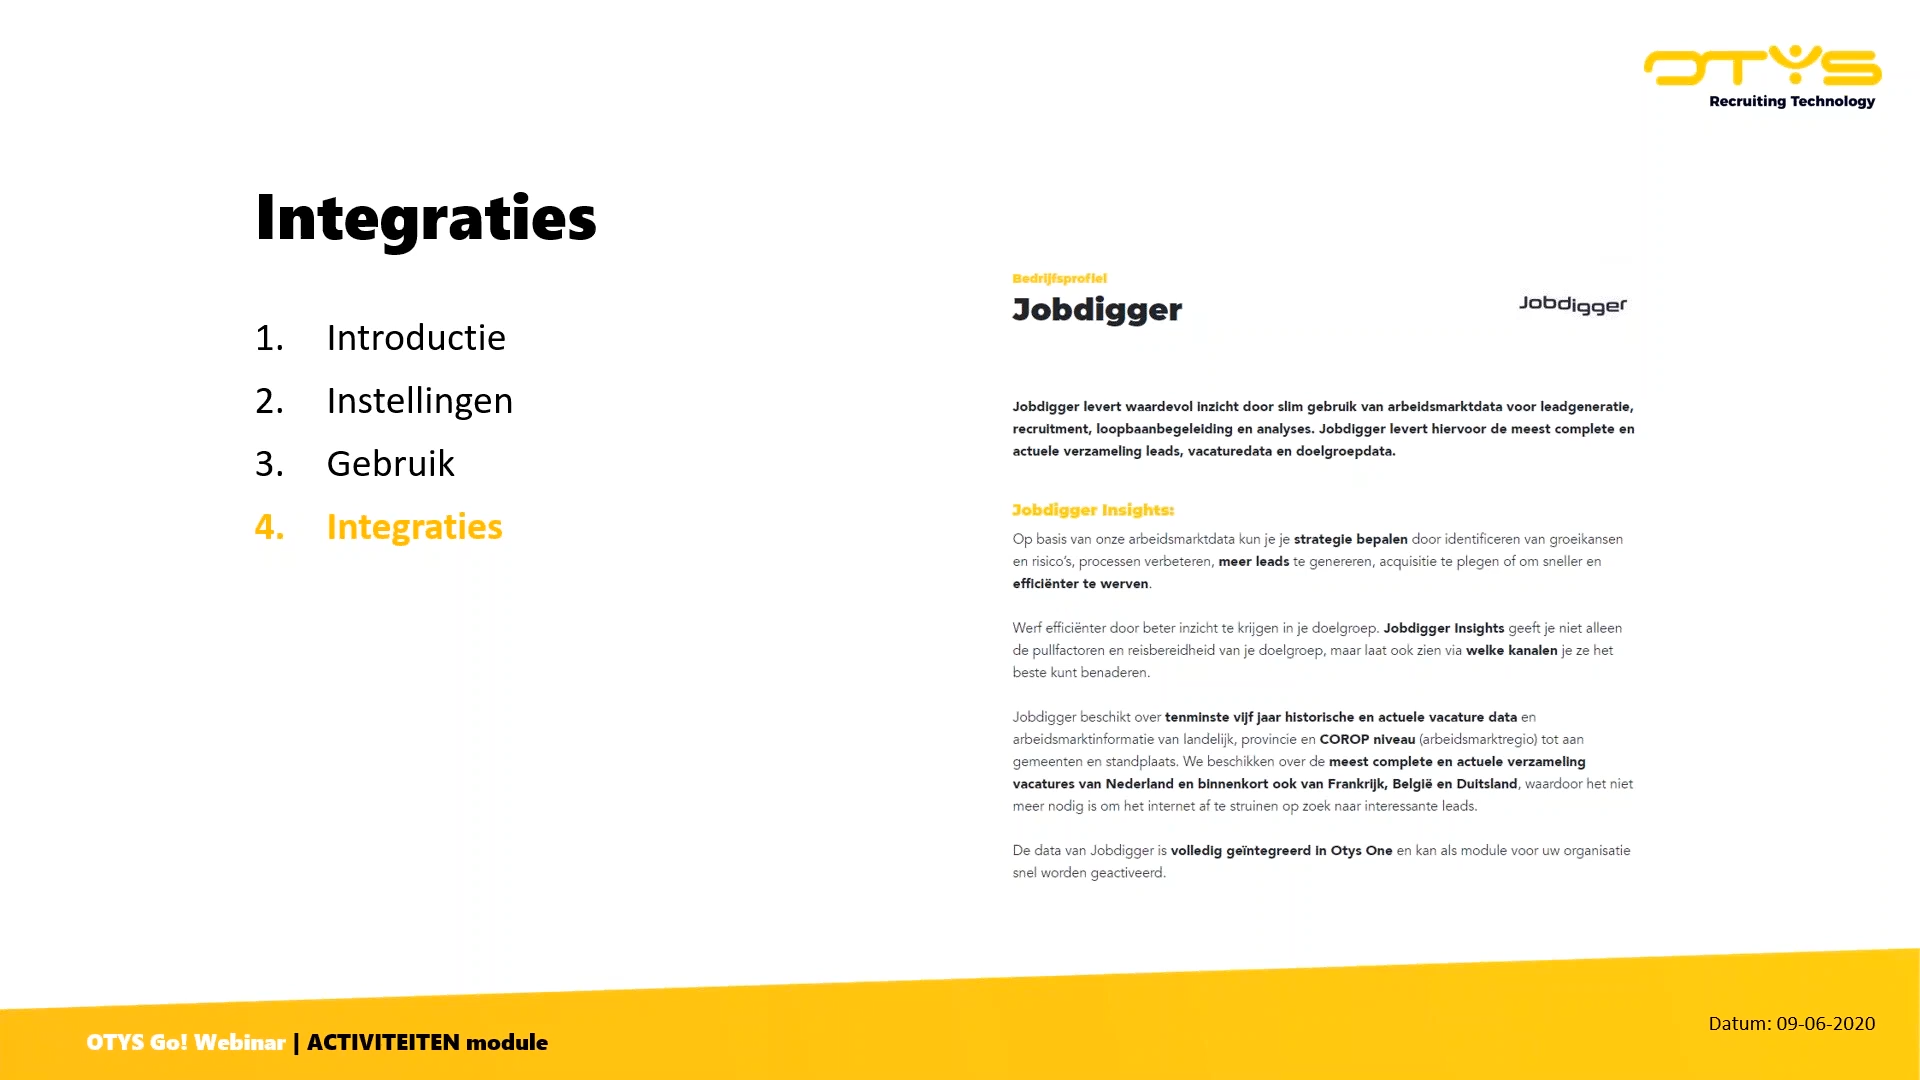 OTYS
Recruiting Technology
Integraties
1. Introductie
2. Instellingen
3. Gebruik
4. Integraties
Bedrijfsprofiel
Jobdigger
Jobdigger
Jobdigger levert waardevol inzicht door slim gebruik van arbeidsmarktdata voor leadgeneratie,
recruitment, loopbaanbegeleiding en analyses. Jobdigger levert hiervoor de meest complete en
actuele verzameling leads, vacaturedata en doelgroepdata.
Jobdigger Insights:
Op basis van onze arbeidsmarktdata kun je je strategie bepalen door identificeren van groeikansen
en risico's, processen verbeteren, meer leads te genereren, acquisitie te plegen of om sneller en
efficiënter te werven.
Werf efficiënter door beter inzicht te krijgen in je doelgroep. Jobdigger Insights geeft je niet alleen
de pullfactoren en reisbereidheid van je doelgroep, maar laat ook zien via welke kanalen je ze het
beste kunt benaderen.
Jobdigger beschikt over tenminste vijf jaar historische en actuele vacature data en
arbeidsmarktinformatie van landelijk, provincie en COROP niveau (arbeidsmarktregio) tot aan
gemeenten en standplaats. We beschikken over de meest complete en actuele verzameling
vacatures van Nederland en binnenkort ook van Frankrijk, België en Duitsland, waardoor het niet
meer nodig is om het internet af te struinen op zoek naar interessante leads.
De data van Jobdigger is volledig geïntegreerd in Otys One en kan als module voor uw organisatie
snel worden geactiveerd.
OTYS Go! Webinar | ACTIVITEITEN module
Datum: 09-06-2020